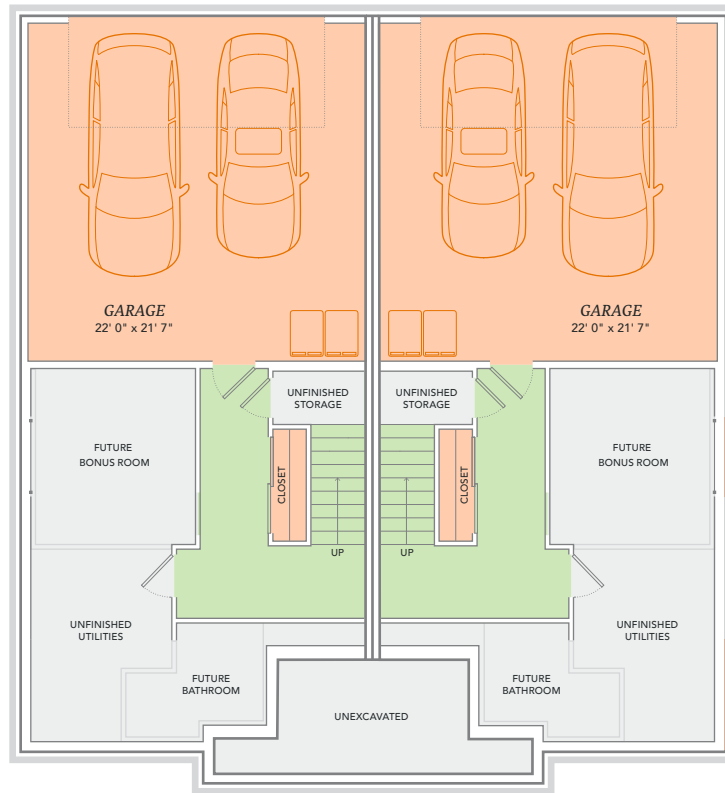 GARAGE
22' 0" x 21' 7"
GARAGE
22' 0" x 21' 7"
UNFINISHED
STORAGE
UNFINISHED
STORAGE
FUTURE
BONUS ROOM
FUTURE
BONUS ROOM
CLOSET
CLOSET
UP
UP
UNFINISHED
UTILITIES
UNFINISHED
UTILITIES
FUTURE
BATHROOM
FUTURE
BATHROOM
UNEXCAVATED